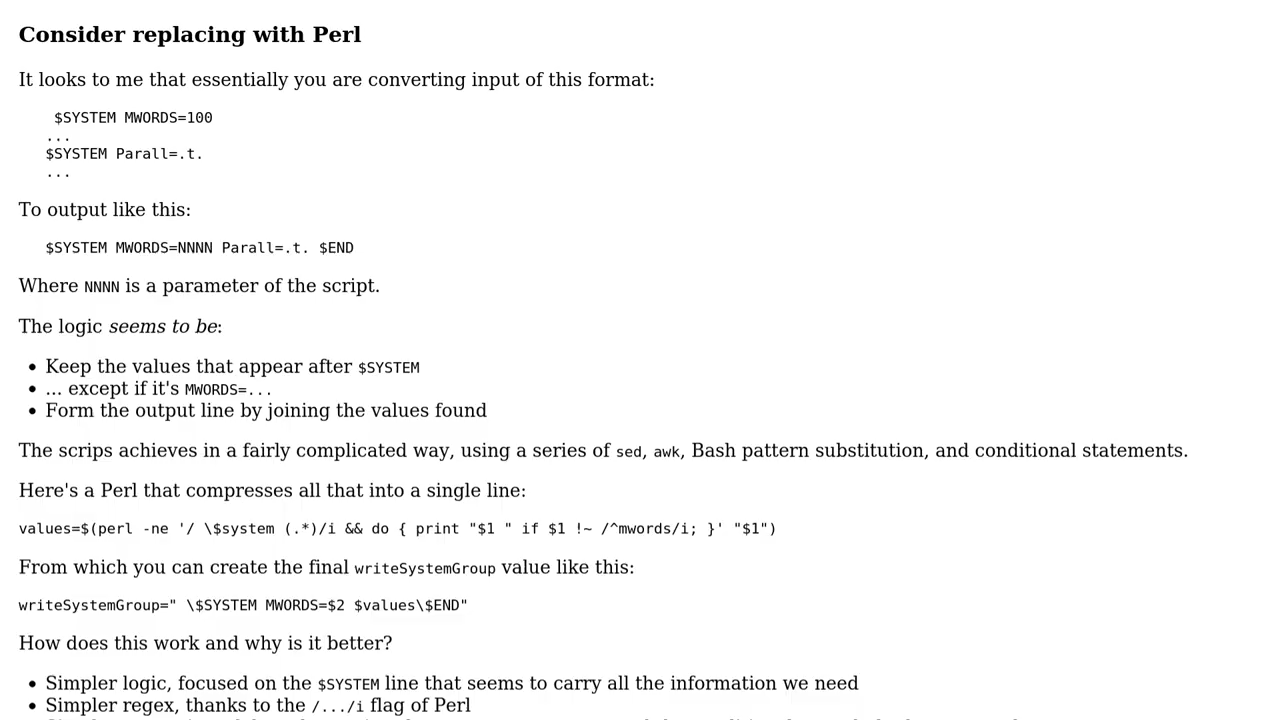 Consider replacing with Perl
It looks to me that essentially you are converting input of this format:
$SYSTEM MWORDS=100
...
$SYSTEM Parall=.t.
...
To output like this:
$SYSTEM MWORDS=NNNN Parall=.t. $END
Where NNNN is a parameter of the script.
The logic seems to be:
• Keep the values that appear after $SYSTEM
• ... except if it's MWORDS=...
• Form the output line by joining the values found
The scrips achieves in a fairly complicated way, using a series of sed, awk, Bash pattern substitution, and conditional statements.
Here's a Perl that compresses all that into a single line:
values=$(perl -ne '/ \$system (.*)/i && do { print "$1 " if $1 !~ /^mwords/i; }' "$1")
From which you can create the final writeSystemGroup value like this:
writeSystemGroup=" \$SYSTEM MWORDS=$2 $values\$END"
How does this work and why is it better?
• Simpler logic, focused on the $SYSTEM line that seems to carry all the information we need
• Simpler regex, thanks to the /.../i flag of Perl